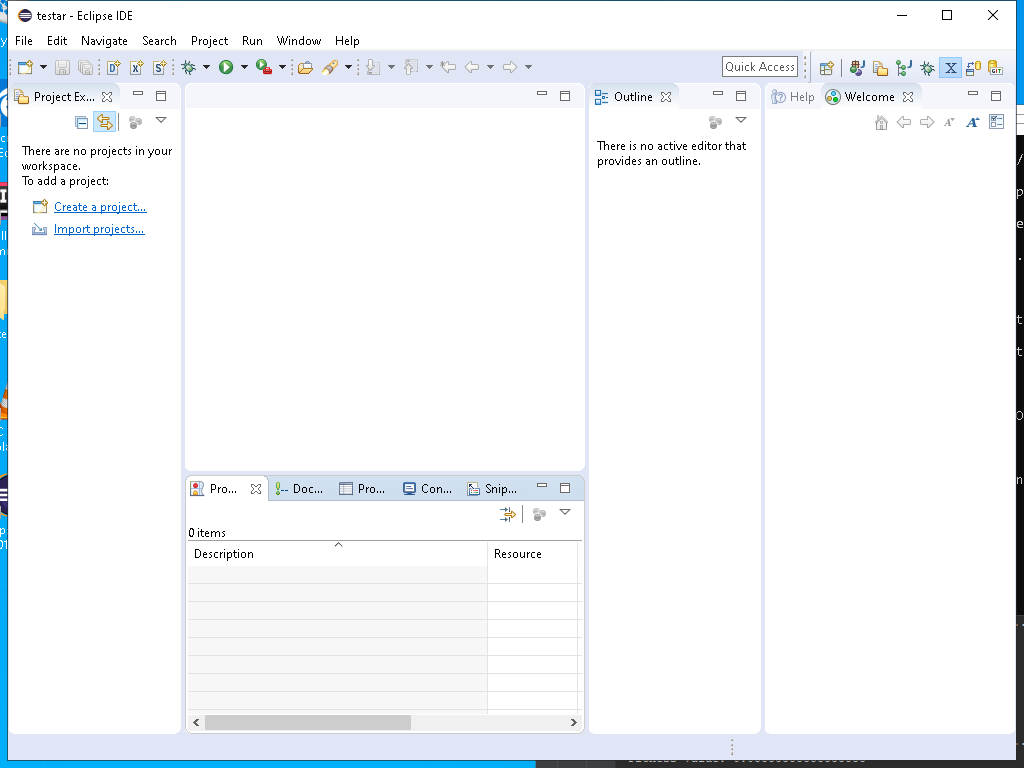 testar - Eclipse IDE
File Edit Navigate Search Project Run Window Help
Quick Access
Project Ex...
Outline
Help
Welcome
There are no projects in your
workspace.
To add a project:
Create a project...
Import projects...
There is no active editor that
provides an outline.
Pro...
Doc...
Pro...
Con...
Snip...
0 items
Description Resource